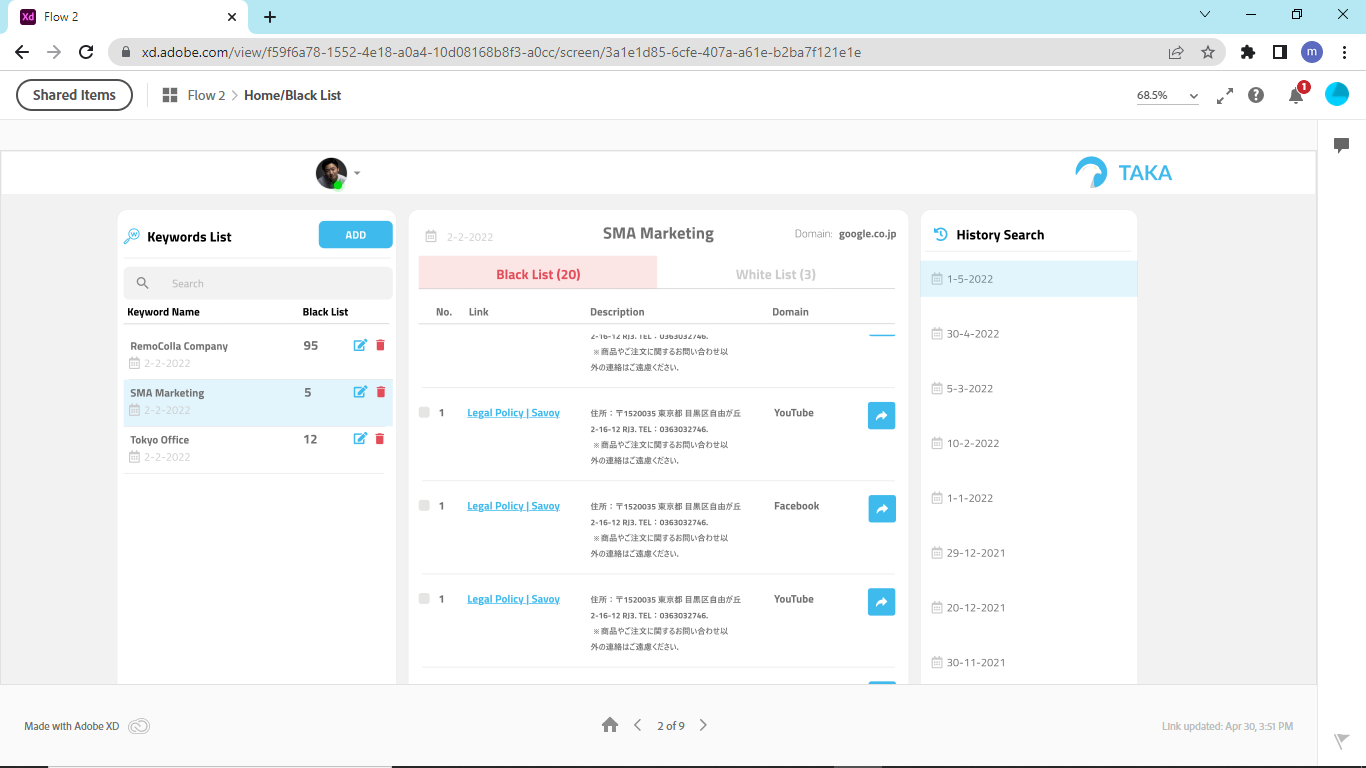 Flow 2
xd.adobe.com/view/f59f6a78-1552-4e18-a0a4-10d08168b8f3-a0cc/screen/3a1e1d85-6cfe-407a-a61e-b2ba7f121e1e
m
Shared Items
Flow 2 > Home/Black List
68.5%
1
TAKA
Keywords List
ADD
Search
Keyword Name Black List
RemoColla Company 95
2-2-2022
SMA Marketing 5
2-2-2022
Tokyo Office 12
2-2-2022
2-2-2022
SMA Marketing
Domain: google.co.jp
Black List (20)
White List (3)
No. Link Description Domain
2-16-12 RJ3. TEL：0363032746.
※商品やご注文に関するお問い合わせ以
外の連絡はご遠慮ください.
1 Legal Policy | Savoy 住所：〒1520035 東京都 目黒区自由が丘 YouTube
2-16-12 RJ3. TEL：0363032746.
※商品やご注文に関するお問い合わせ以
外の連絡はご遠慮ください.
1 Legal Policy | Savoy 住所：〒1520035 東京都 目黒区自由が丘 Facebook
2-16-12 RJ3. TEL：0363032746.
※商品やご注文に関するお問い合わせ以
外の連絡はご遠慮ください.
1 Legal Policy | Savoy 住所：〒1520035 東京都 目黒区自由が丘 YouTube
2-16-12 RJ3. TEL：0363032746.
※商品やご注文に関するお問い合わせ以
外の連絡はご遠慮ください.
History Search
1-5-2022
30-4-2022
5-3-2022
10-2-2022
1-1-2022
29-12-2021
20-12-2021
30-11-2021
Made with Adobe XD
2 of 9
Link updated: Apr 30, 3:51 PM